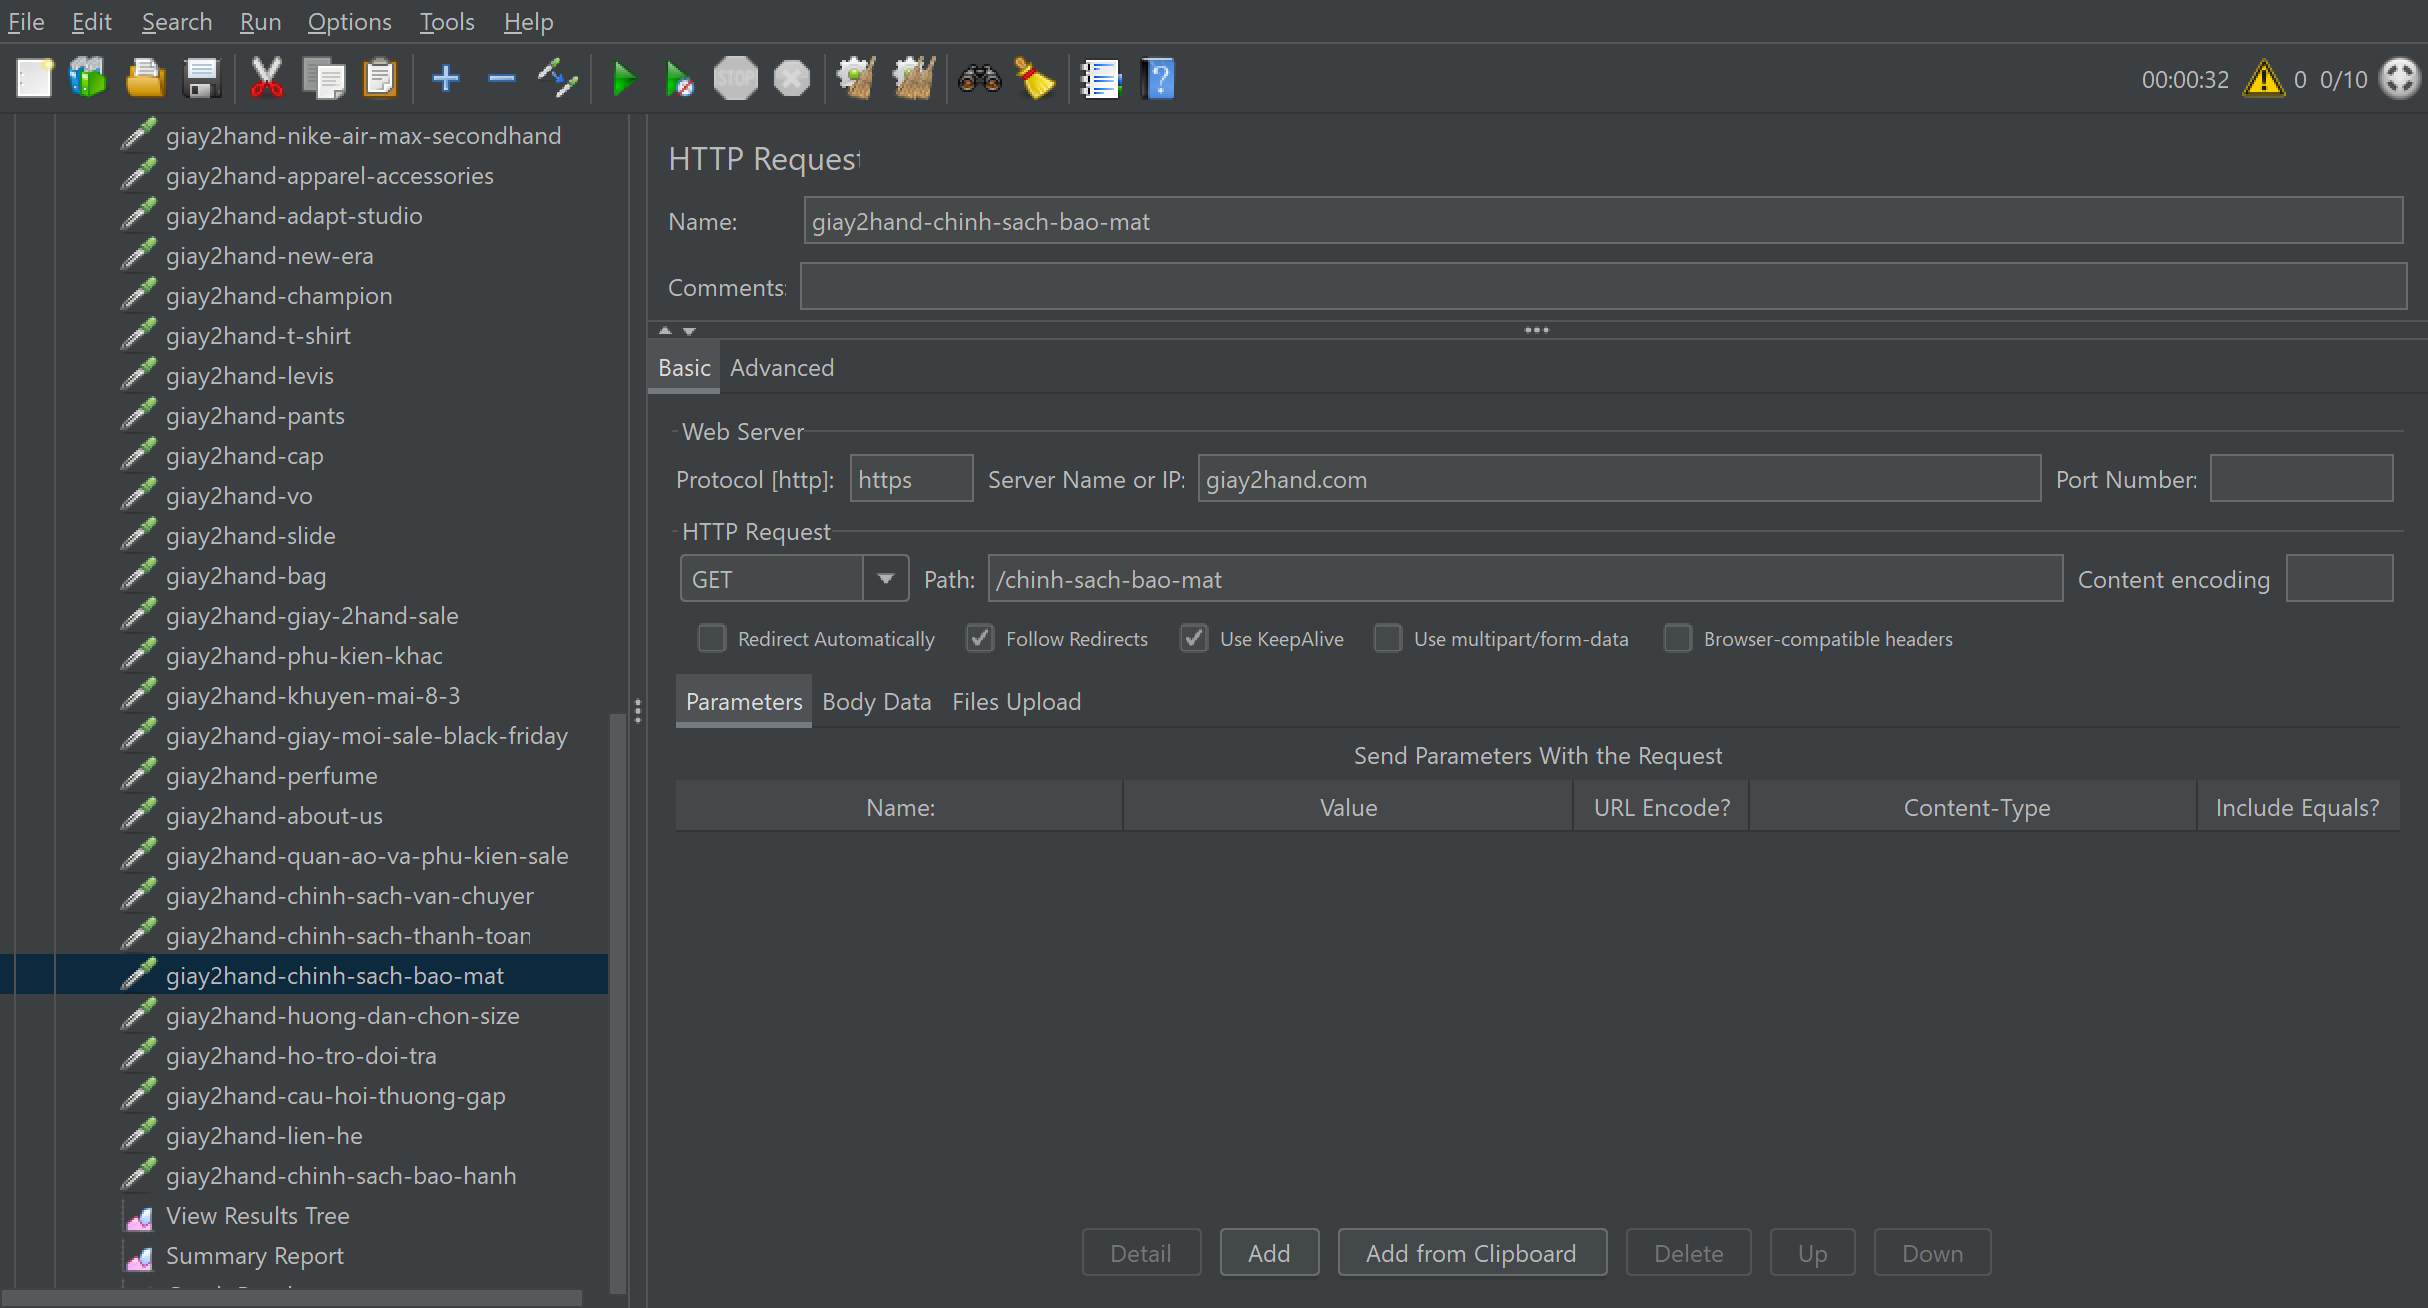 File Edit Search Run Options Tools Help
STOP
00:00:32 0 0/10
giay2hand-nike-air-max-secondhand
giay2hand-apparel-accessories
giay2hand-adapt-studio
giay2hand-new-era
giay2hand-champion
giay2hand-t-shirt
giay2hand-levis
giay2hand-pants
giay2hand-cap
giay2hand-vo
giay2hand-slide
giay2hand-bag
giay2hand-giay-2hand-sale
giay2hand-phu-kien-khac
giay2hand-khuyen-mai-8-3
giay2hand-giay-moi-sale-black-friday
giay2hand-perfume
giay2hand-about-us
giay2hand-quan-ao-va-phu-kien-sale
giay2hand-chinh-sach-van-chuyer
giay2hand-chinh-sach-thanh-toan
giay2hand-chinh-sach-bao-mat
giay2hand-huong-dan-chon-size
giay2hand-ho-tro-doi-tra
giay2hand-cau-hoi-thuong-gap
giay2hand-lien-he
giay2hand-chinh-sach-bao-hanh
View Results Tree
Summary Report
HTTP Request
Name: giay2hand-chinh-sach-bao-mat
Comments:
Basic Advanced
Web Server
Protocol [http]: https Server Name or IP: giay2hand.com Port Number:
HTTP Request
GET Path: /chinh-sach-bao-mat Content encoding
Redirect Automatically Follow Redirects Use KeepAlive Use multipart/form-data Browser-compatible headers
Parameters Body Data Files Upload
Send Parameters With the Request
Name: Value URL Encode? Content-Type Include Equals?
Detail Add Add from Clipboard Delete Up Down